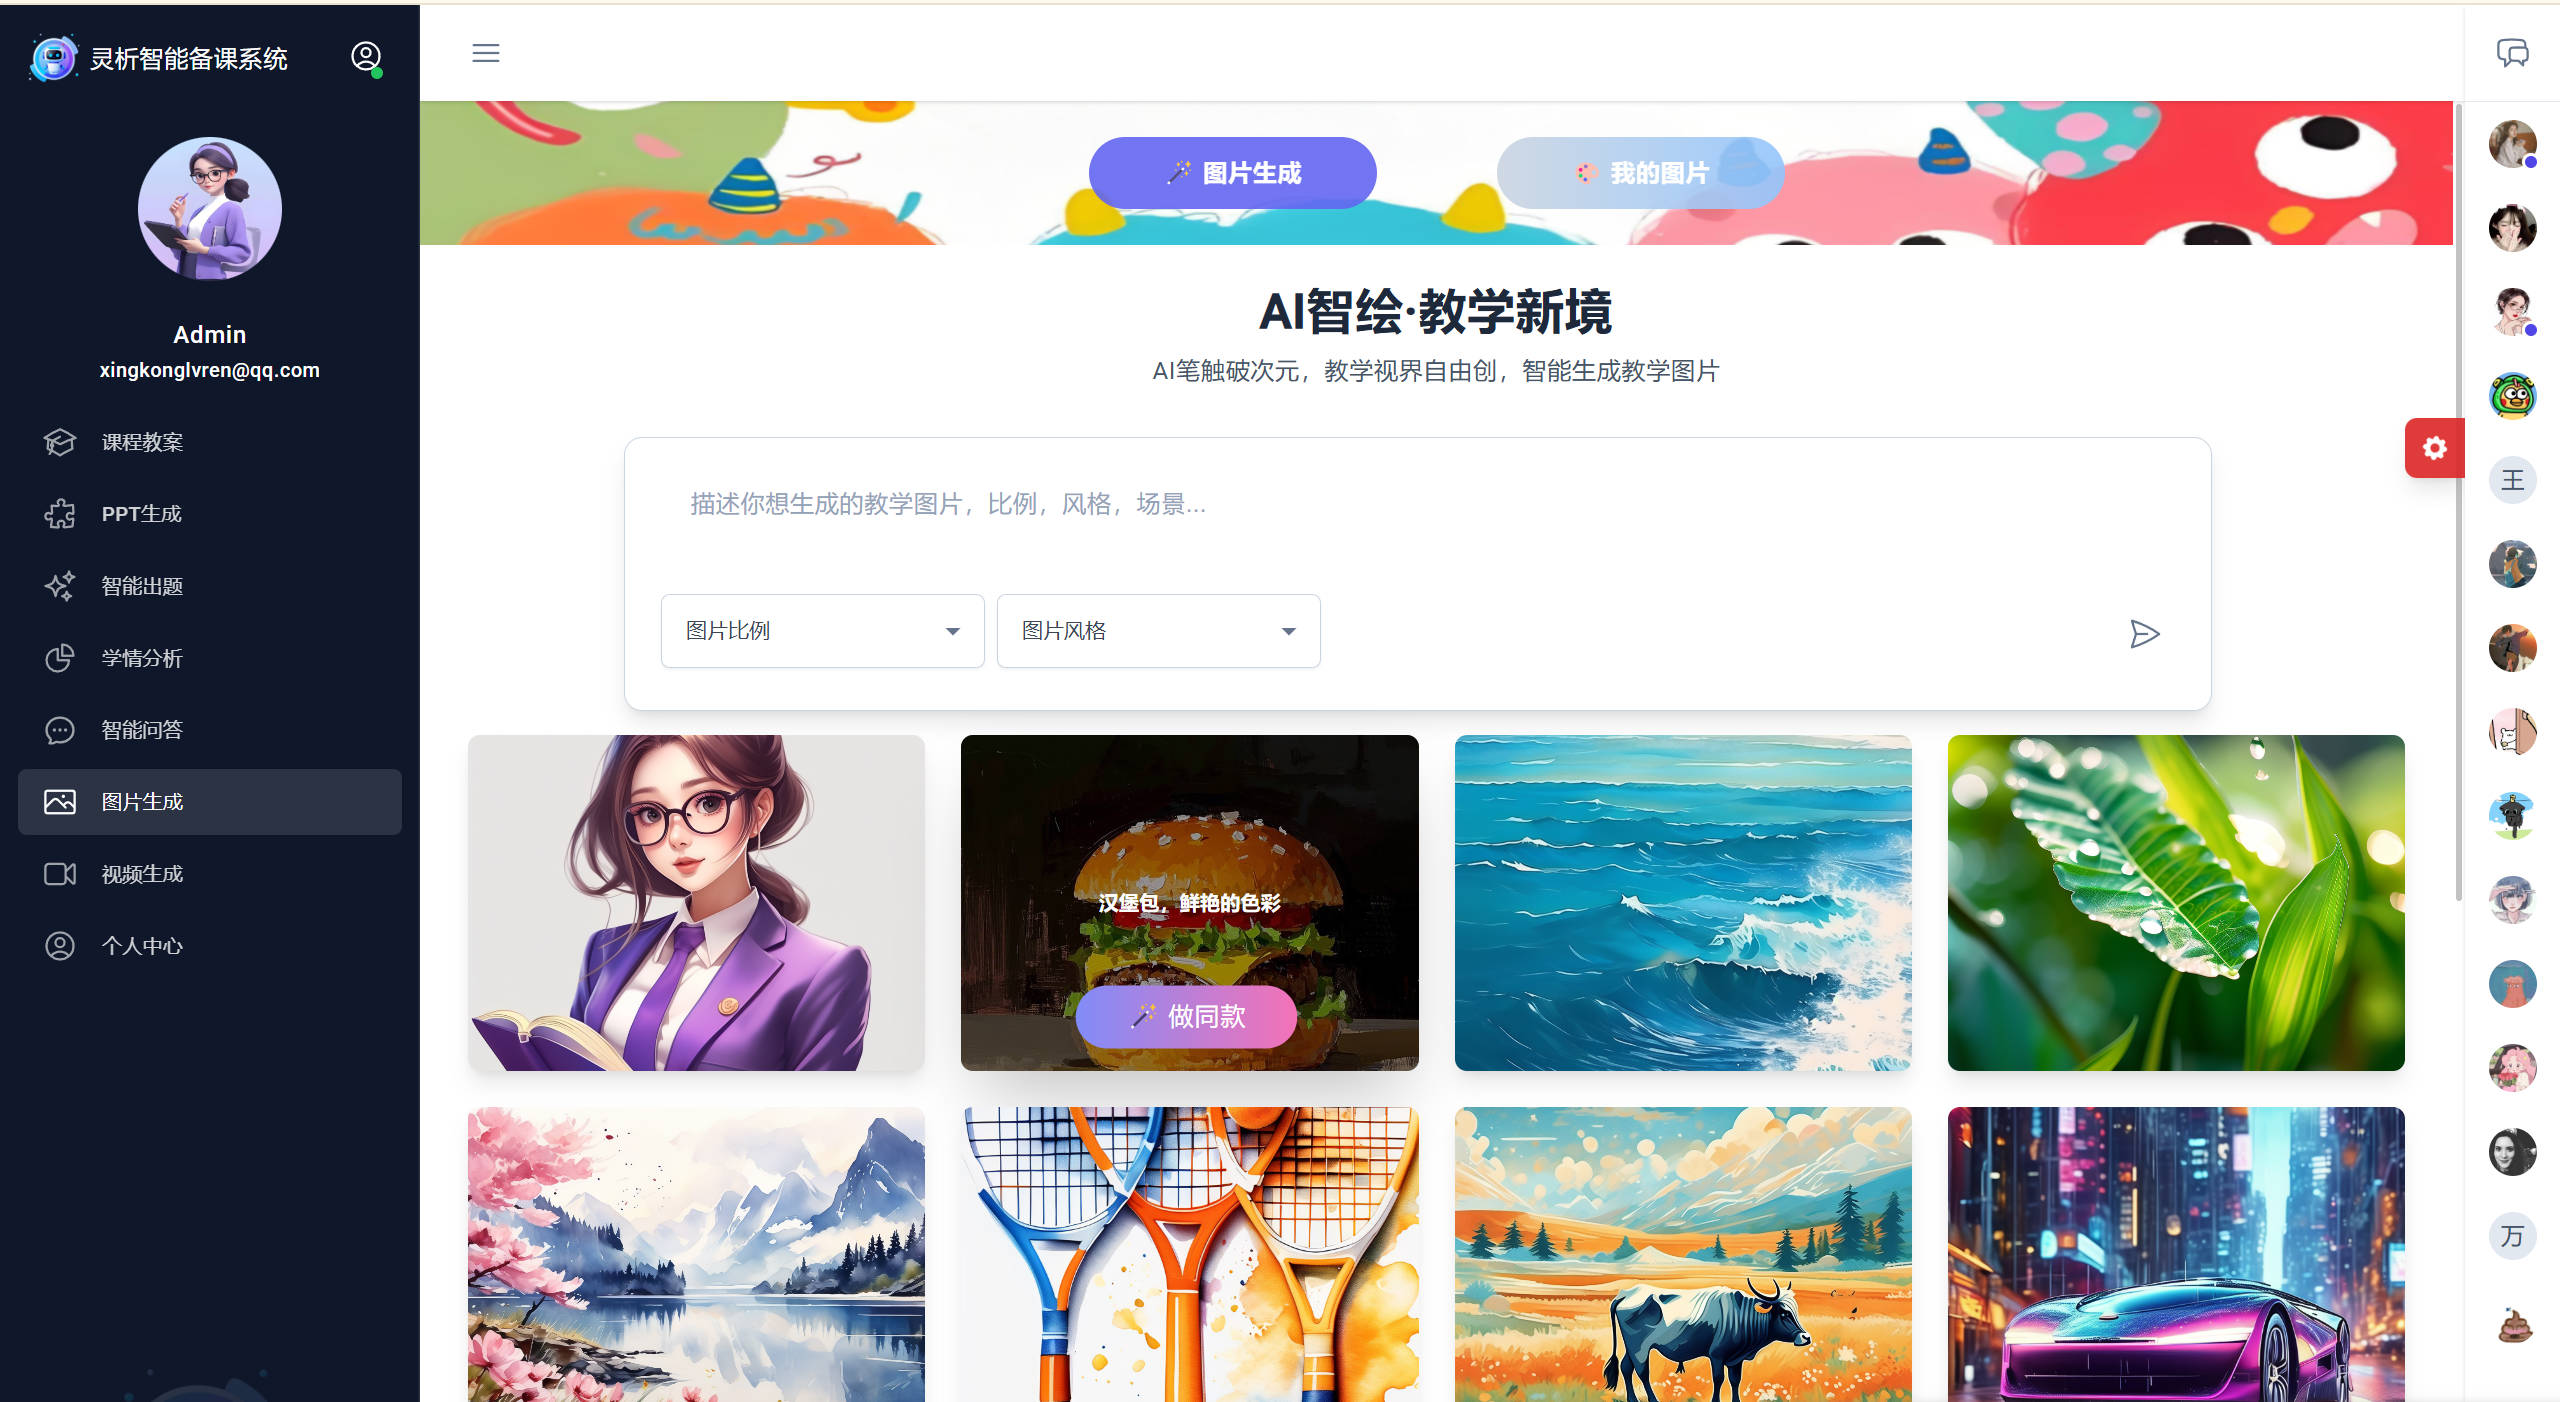 灵析智能备课系统
Admin
xingkonglvren@qq.com
课程教案
PPT生成
智能出题
学情分析
智能问答
图片生成
视频生成
个人中心
图片生成
我的图片
AI智绘·教学新境
AI笔触破次元，教学视界自由创，智能生成教学图片
描述你想生成的教学图片，比例，风格，场景...
图片比例
图片风格
汉堡包，鲜艳的色彩
做同款
王
万